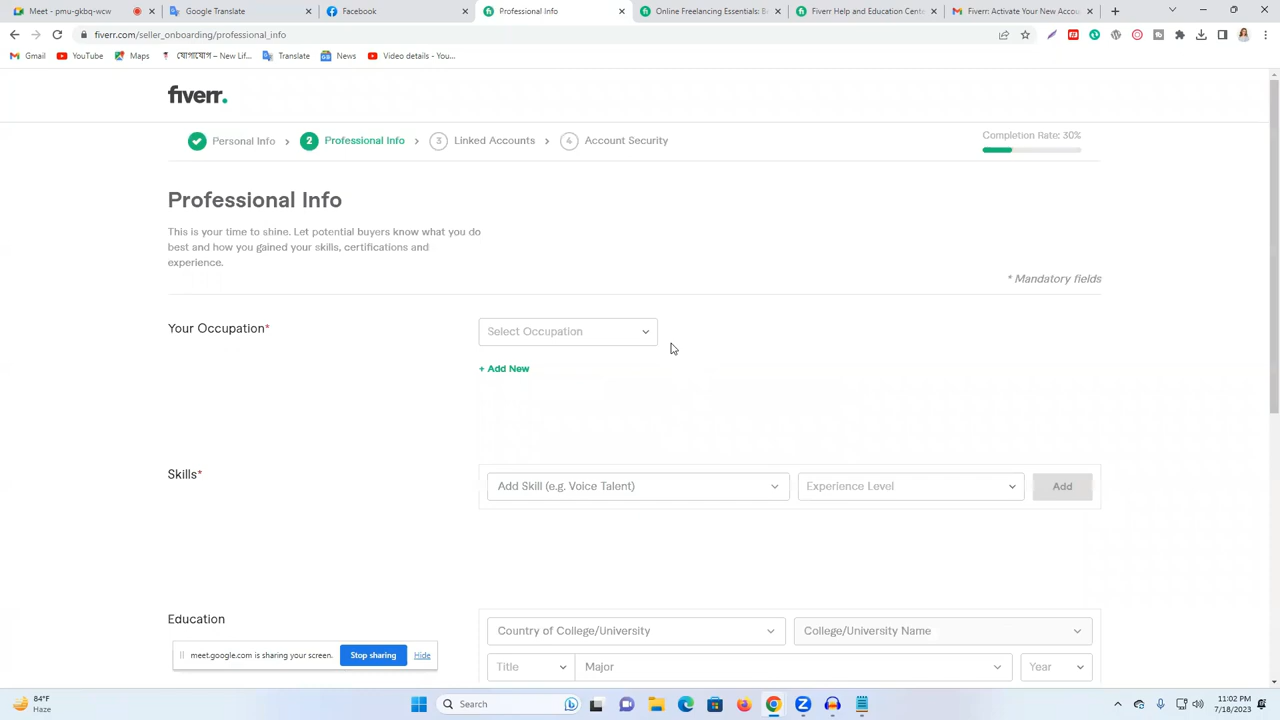 Meet - pmu-gkbq-wcw
Google Translate
Facebook
Professional Info
Online Freelancing Essentials: Be
Fiverr Help and Education Cente
Fiverr: Activate Your New Accou
fiverr.com/seller_onboarding/professional_info
Gmail
YouTube
Maps
যোগাযোগ – New Lif...
Translate
News
Video details - You...
fiverr.
Personal Info
2
Professional Info
3
Linked Accounts
4
Account Security
Completion Rate: 30%
Professional Info
This is your time to shine. Let potential buyers know what you do
best and how you gained your skills, certifications and
experience.
* Mandatory fields
Your Occupation*
Select Occupation
+ Add New
Skills*
Add Skill (e.g. Voice Talent)
Experience Level
Add
Education
Country of College/University
College/University Name
meet.google.com is sharing your screen.
Stop sharing
Hide
Title
Major
Year
84°F
Haze
Search
11:02 PM
7/18/2023